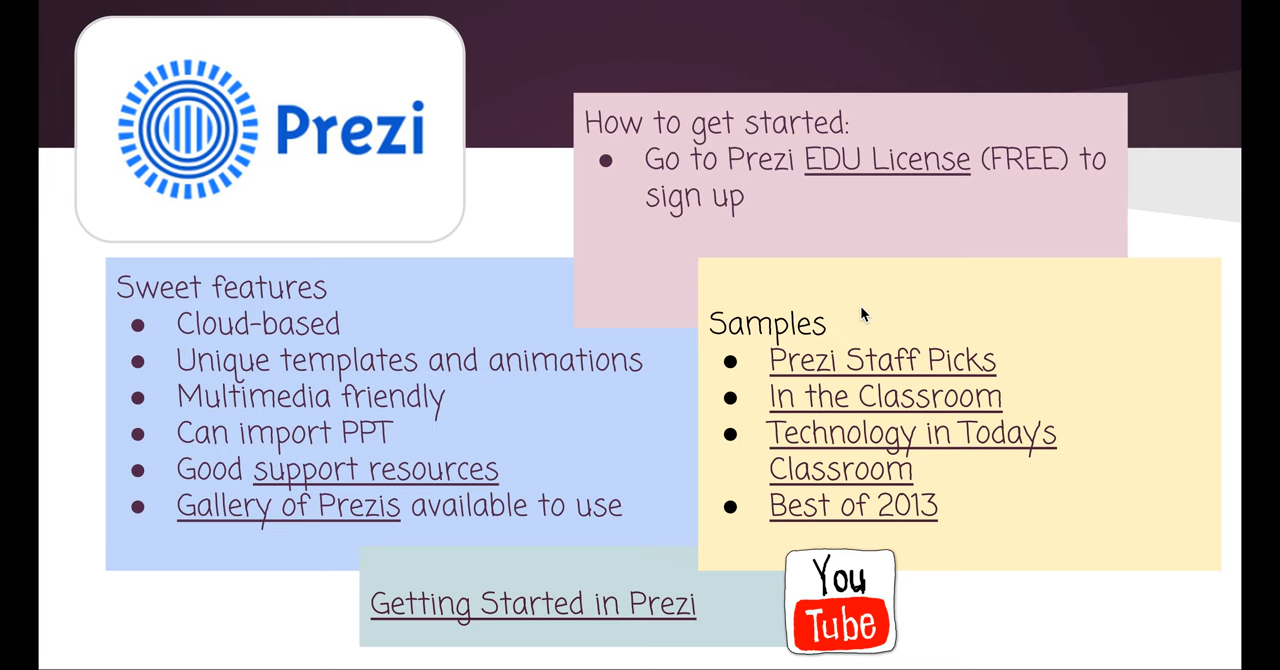 Prezi
How to get started:
● Go to Prezi EDU License (FREE) to
sign up
Sweet features
● Cloud-based
● Unique templates and animations
● Multimedia friendly
● Can import PPT
● Good support resources
● Gallery of Prezis available to use
Samples
● Prezi Staff Picks
● In the Classroom
● Technology in Today's
Classroom
● Best of 2013
Getting Started in Prezi
You
Tube